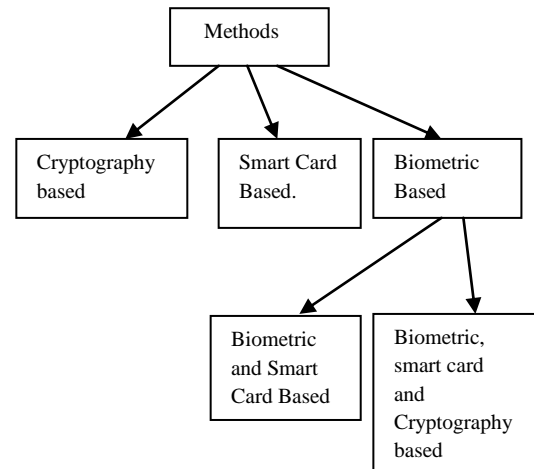 Methods
Cryptography
based
Smart Card
Based.
Biometric
Based
Biometric
and Smart
Card Based
Biometric,
smart card
and
Cryptography
based